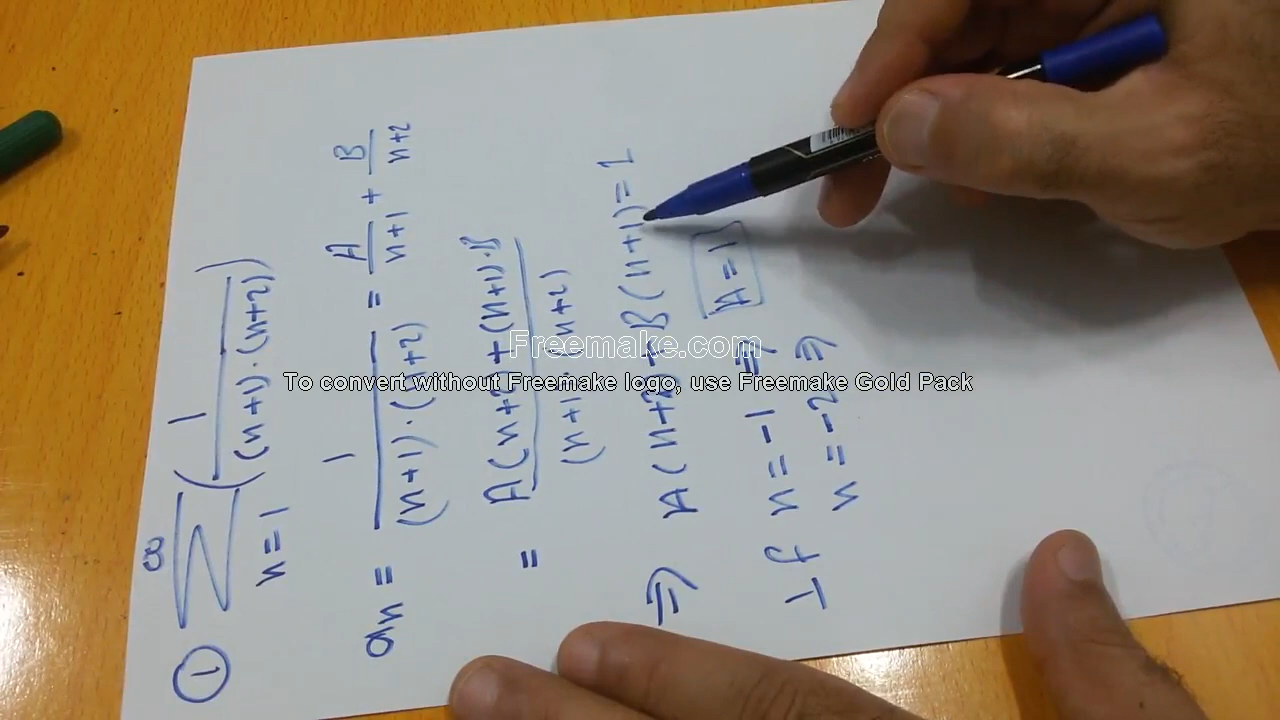 ① ∞
∑ ( 1 / (n+1)·(n+2) )
n=1
an = 1 / (n+1)·(n+2) = A / n+1 + B / n+2
= A(n+2)+(n+1)·B / (n+1)·(n+2)
⇒ A(n+2)+B(n+1)=1
If n=-1 ⇒ A=1
n=-2 ⇒
Freemake.com
To convert without Freemake logo, use Freemake Gold Pack